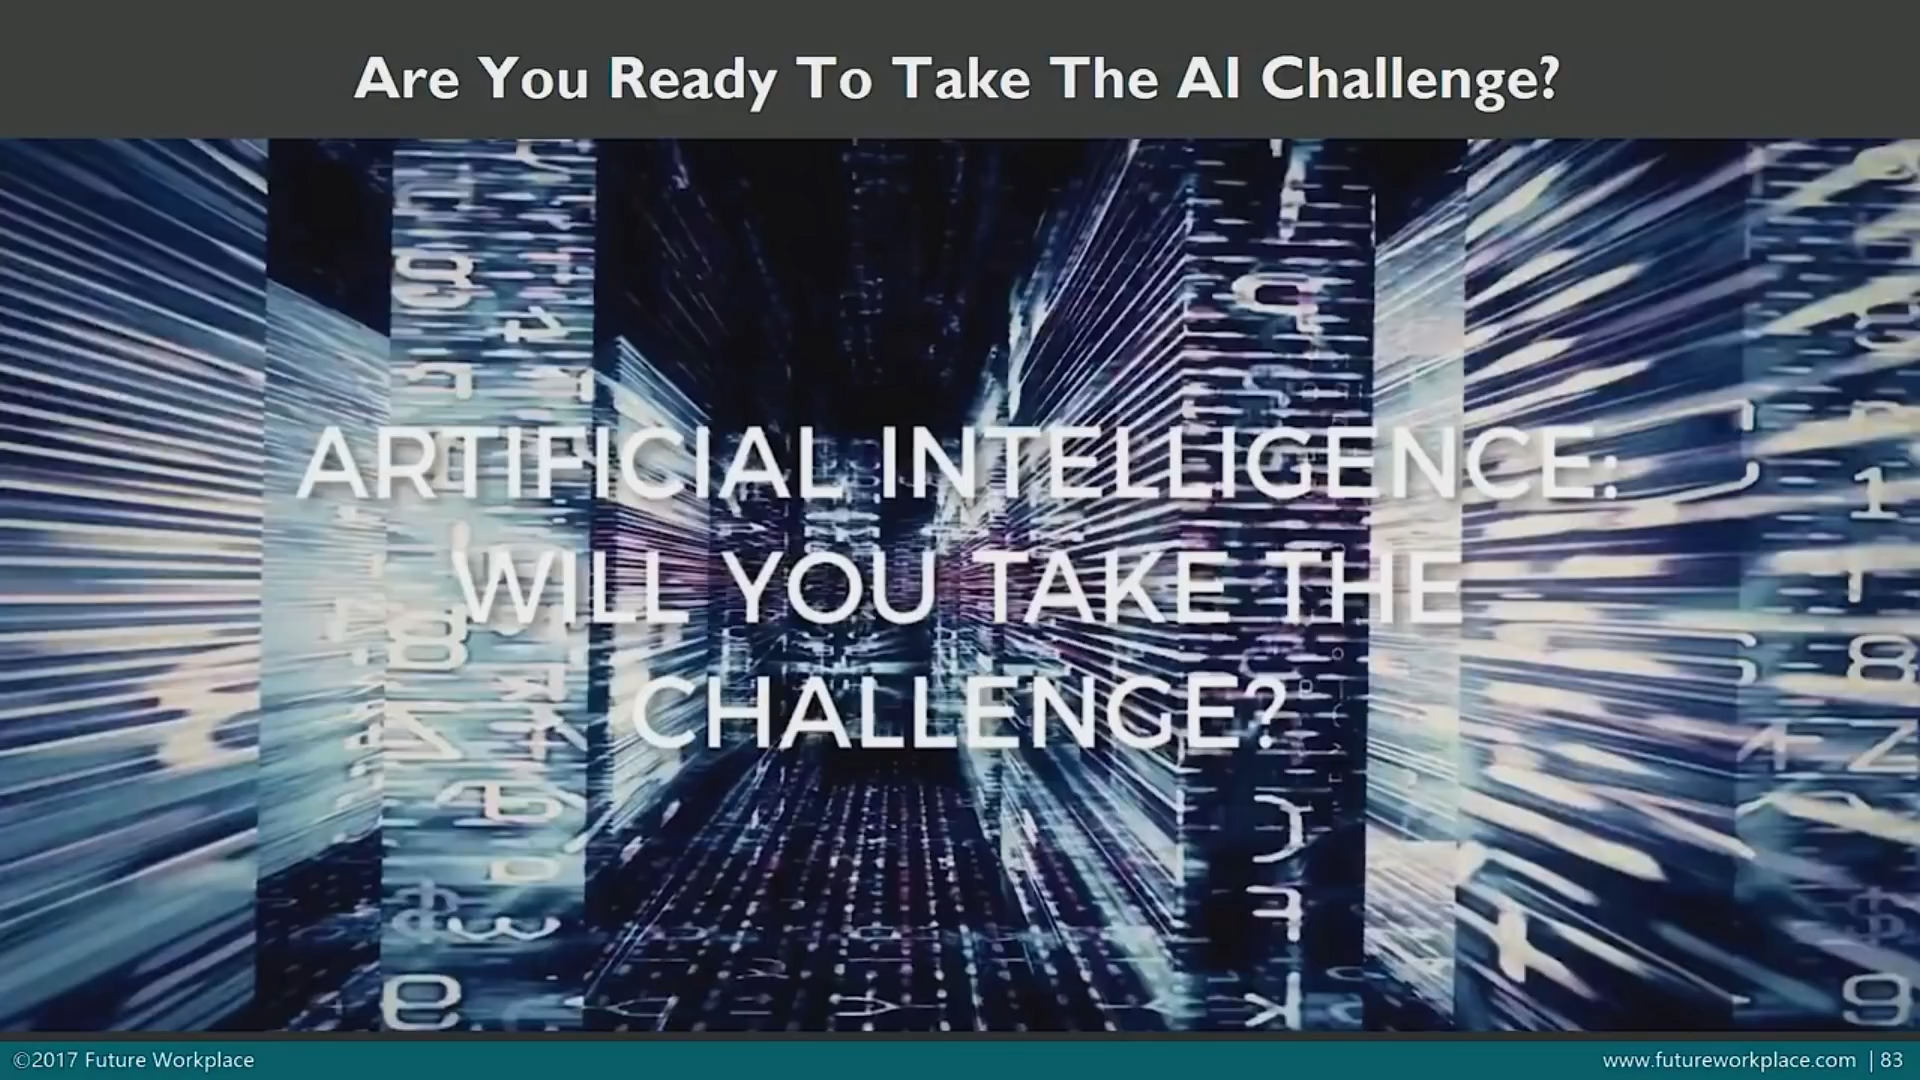 Are You Ready To Take The AI Challenge?
ARTIFICIAL INTELLIGENCE:
WILL YOU TAKE THE
CHALLENGE?
©2017 Future Workplace
www.futureworkplace.com | 83